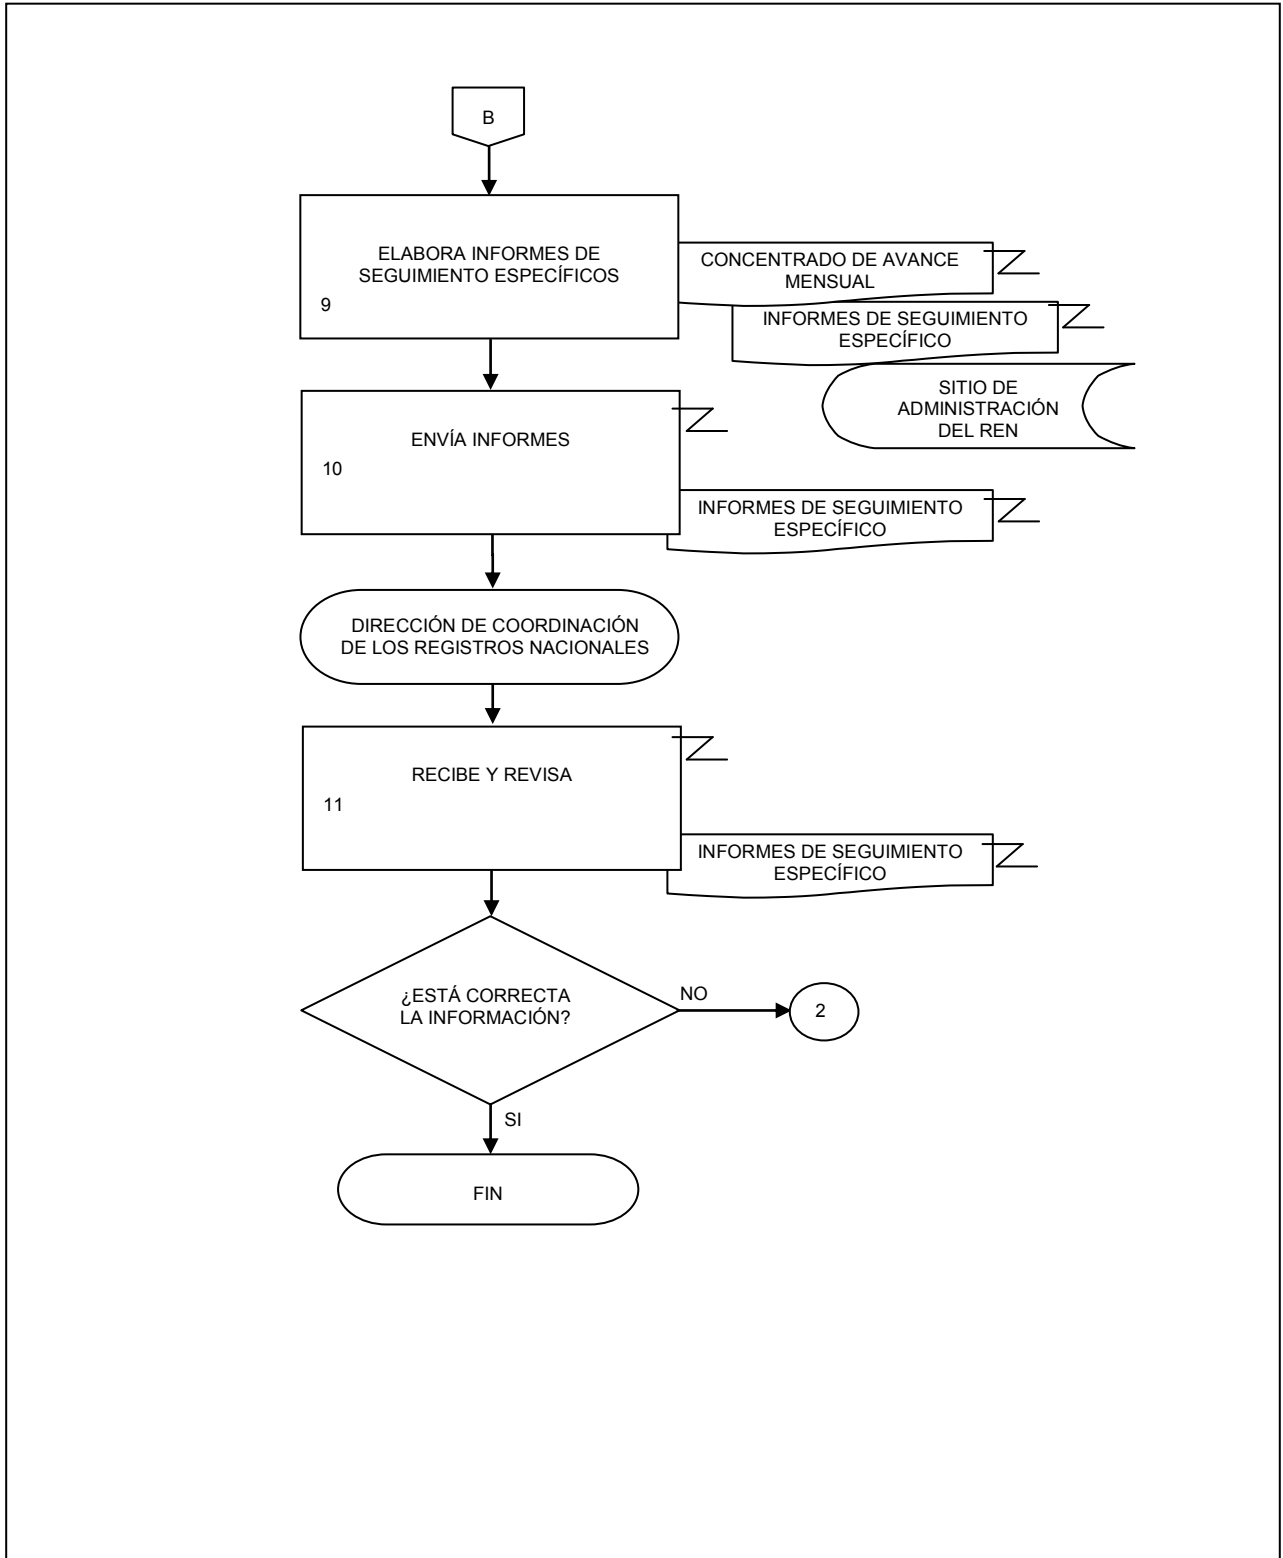 B
ELABORA INFORMES DE
SEGUIMIENTO ESPECÍFICOS
9
CONCENTRADO DE AVANCE
MENSUAL
INFORMES DE SEGUIMIENTO
ESPECÍFICO
SITIO DE
ADMINISTRACIÓN
DEL REN
ENVÍA INFORMES
10
INFORMES DE SEGUIMIENTO
ESPECÍFICO
DIRECCIÓN DE COORDINACIÓN
DE LOS REGISTROS NACIONALES
RECIBE Y REVISA
11
INFORMES DE SEGUIMIENTO
ESPECÍFICO
¿ESTÁ CORRECTA
LA INFORMACIÓN?
NO
2
SI
FIN